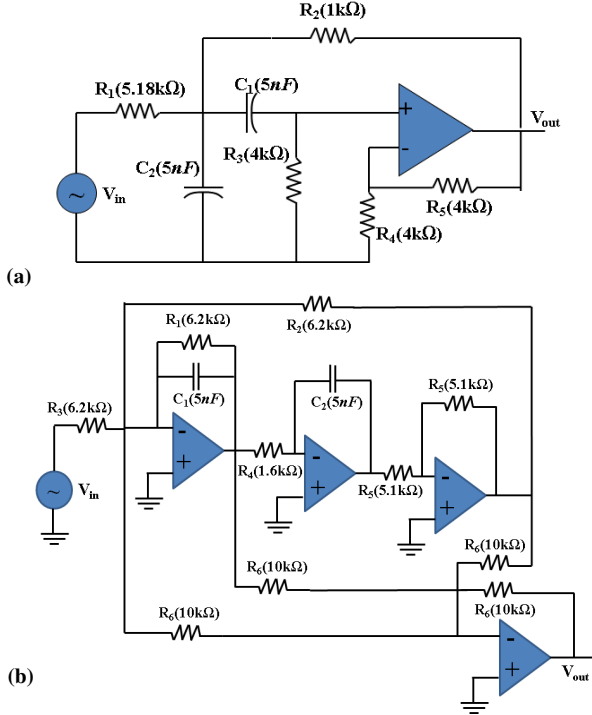 R2(1kΩ)
R1(5.18kΩ)
C1(5nF)
+
Vout
R3(4kΩ)
-
C2(5nF)
~
Vin
R5(4kΩ)
R4(4kΩ)
(a)
R1(6.2kΩ)
R2(6.2kΩ)
R5(5.1kΩ)
C1(5nF)
C2(5nF)
R3(6.2kΩ)
-
-
-
+
R4(1.6kΩ)
+
R5(5.1kΩ)
+
~
Vin
R6(10kΩ)
R6(10kΩ)
R6(10kΩ)
R6(10kΩ)
-
+
Vout
(b)